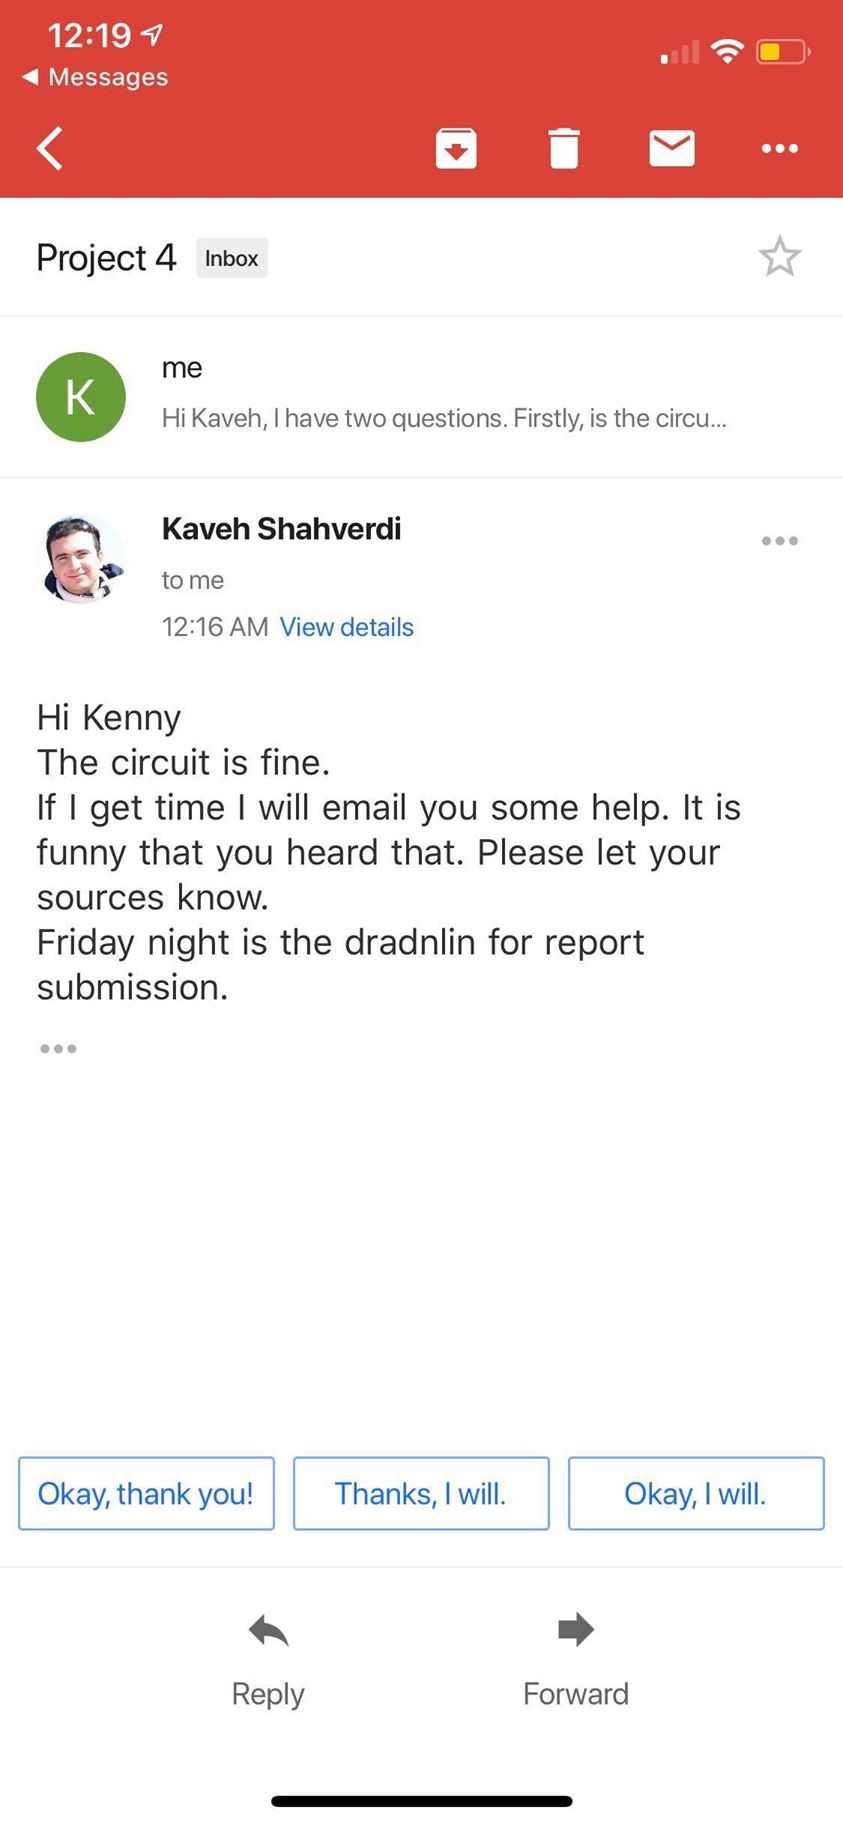 12:19
Messages
Project 4 Inbox
K
me
Hi Kaveh, I have two questions. Firstly, is the circu...
Kaveh Shahverdi
to me
12:16 AM View details
Hi Kenny
The circuit is fine.
If I get time I will email you some help. It is
funny that you heard that. Please let your
sources know.
Friday night is the dradnlin for report
submission.
Okay, thank you!
Thanks, I will.
Okay, I will.
Reply
Forward